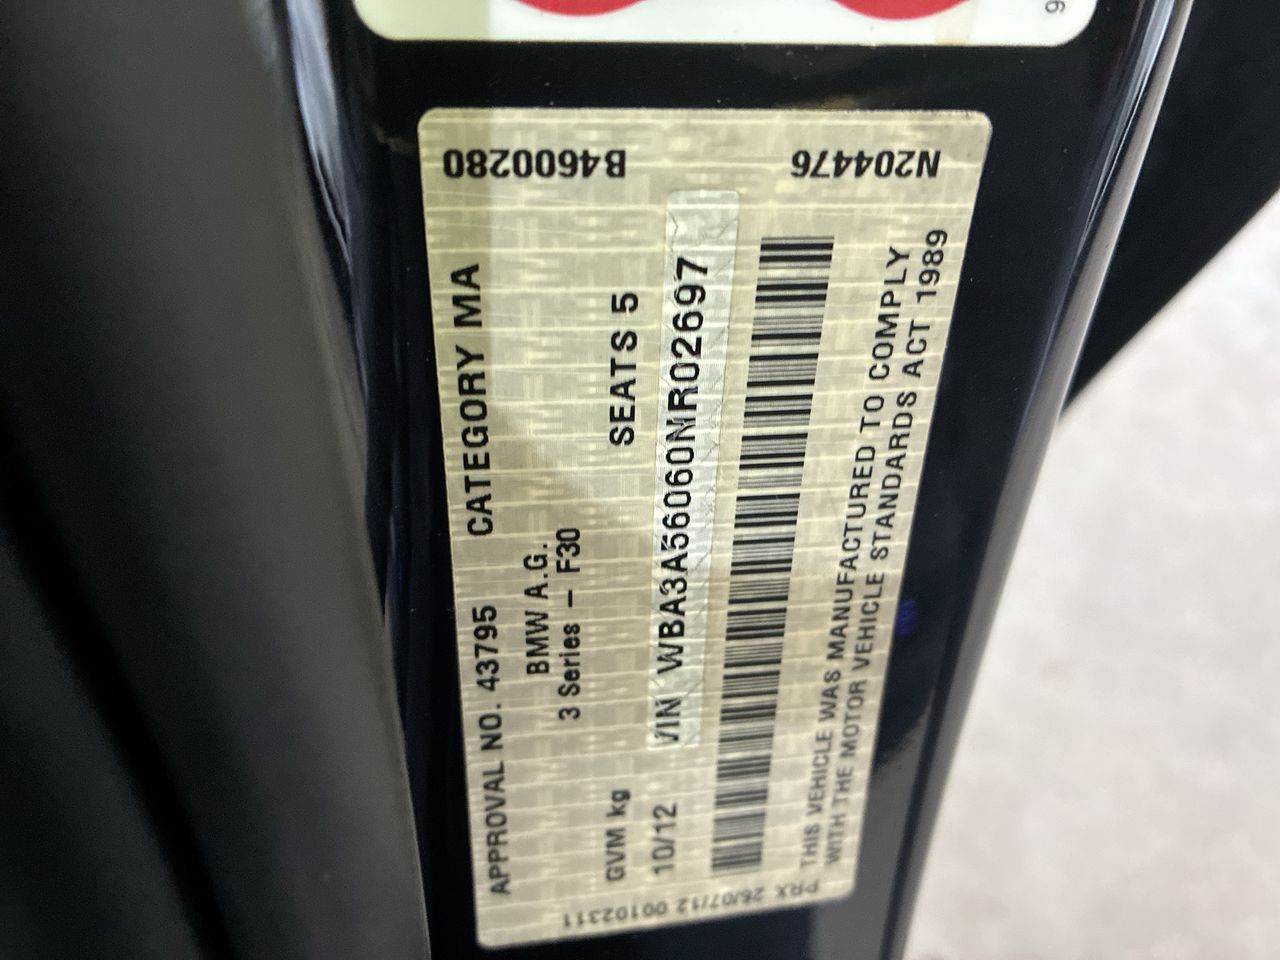 B4600280
B4600280 N204476
APPROVAL NO. 43795 CATEGORY MA
BMW A.G.
3 Series – F30
GVM kg SEATS 5
10/12 VIN WBA3A56060NR02697
THIS VEHICLE WAS MANUFACTURED TO COMPLY
WITH THE MOTOR VEHICLE STANDARDS ACT 1989
PRX 26/07/12 00102311